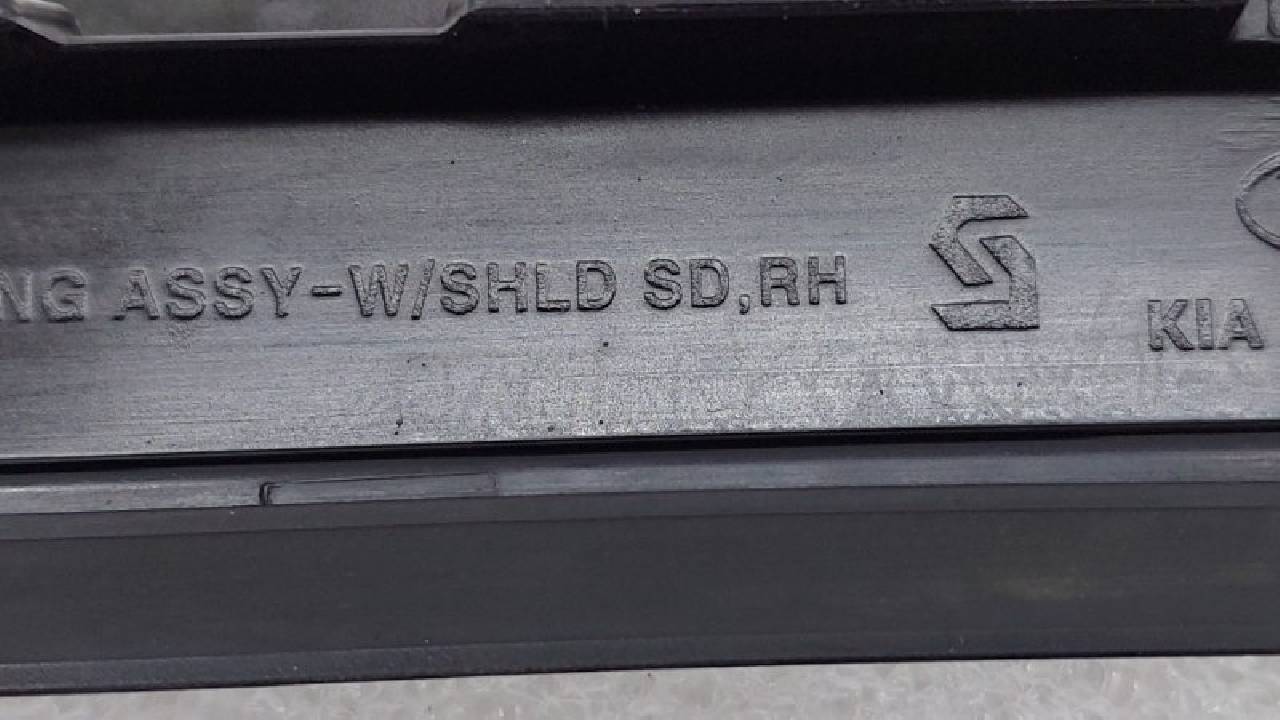 NG ASSY-W/SHLD SD,RH
KIA